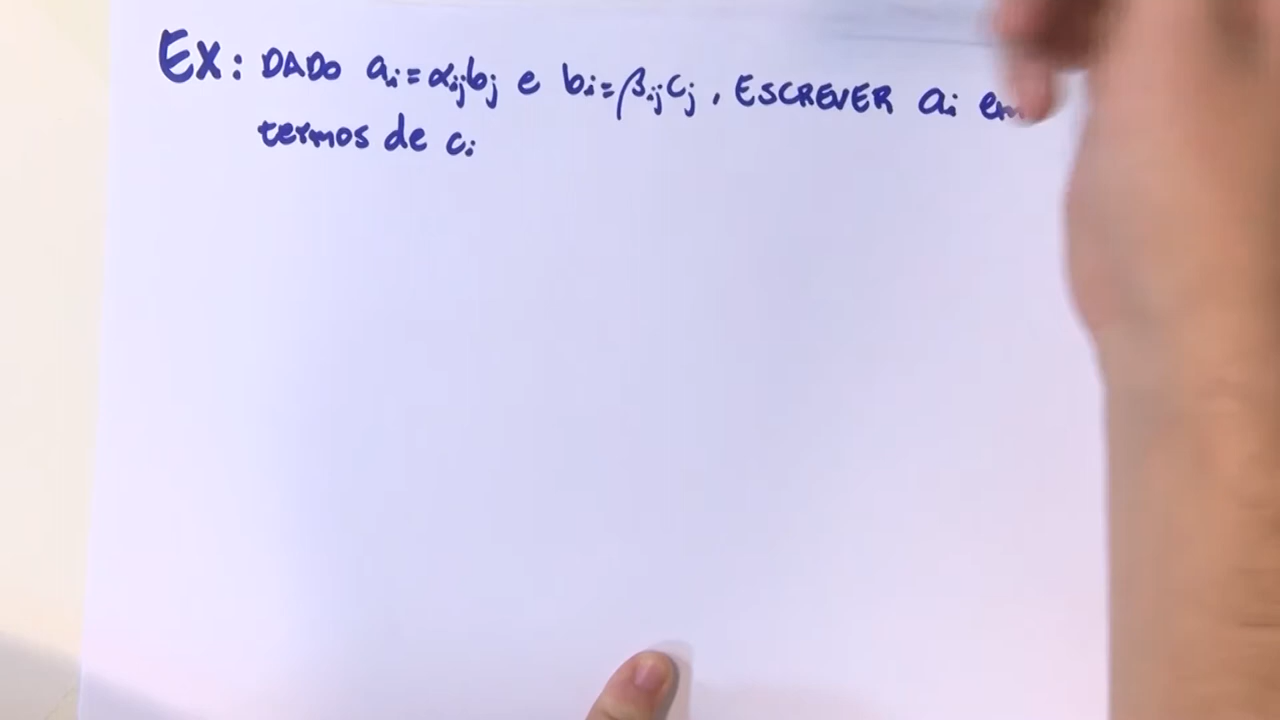 Ex: DADO aᵢ=αᵢⱼbⱼ e bᵢ=βᵢⱼcⱼ, ESCREVER aᵢ em
termos de cᵢ